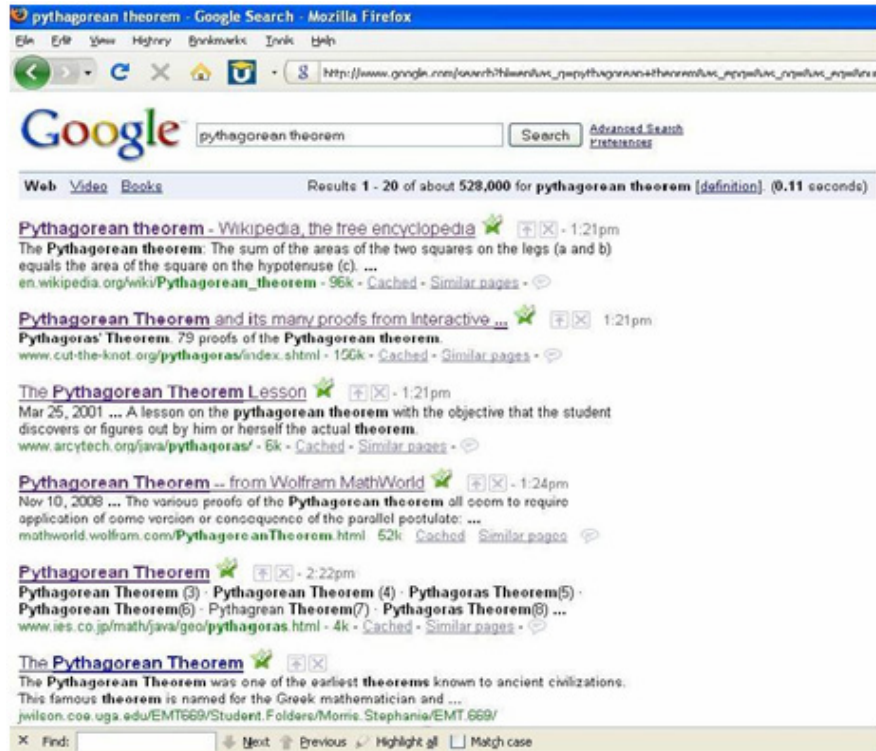 pythagorean theorem - Google Search - Mozilla Firefox
File Edit View History Bookmarks Tools Help
http://www.google.com/search?hl=en&as_q=pythagorean+theorem&as_epq=&as_oq=&as_eq=&
Google pythagorean theorem Search Advanced Search
Preferences
Web Video Books Results 1 - 20 of about 528,000 for pythagorean theorem [definition]. (0.11 seconds)
Pythagorean theorem - Wikipedia, the free encyclopedia - 1:21pm
The Pythagorean theorem: The sum of the areas of the two squares on the legs (a and b)
equals the area of the square on the hypotenuse (c). ...
en.wikipedia.org/wiki/Pythagorean_theorem - 96k - Cached - Similar pages -
Pythagorean Theorem and its many proofs from Interactive ... 1:21pm
Pythagoras' Theorem. 79 proofs of the Pythagorean theorem.
www.cut-the-knot.org/pythagoras/index.shtml - 156k - Cached - Similar pages -
The Pythagorean Theorem Lesson - 1:21pm
Mar 25, 2001 ... A lesson on the pythagorean theorem with the objective that the student
discovers or figures out by him or herself the actual theorem.
www.arcytech.org/java/pythagoras/ - 6k - Cached - Similar pages -
Pythagorean Theorem -- from Wolfram MathWorld - 1:24pm
Nov 10, 2008 ... The various proofs of the Pythagorean theorem all seem to require
application of some version or consequence of the parallel postulate: ...
mathworld.wolfram.com/PythagoreanTheorem.html 52k Cached Similar pages
Pythagorean Theorem - 2:22pm
Pythagorean Theorem (3) · Pythagorean Theorem (4) · Pythagoras Theorem(5) ·
Pythagorean Theorem(6) · Pythagrean Theorem(7) · Pythagoras Theorem(8) ...
www.ies.co.jp/math/java/geo/pythagoras.html - 4k - Cached - Similar pages -
The Pythagorean Theorem
The Pythagorean Theorem was one of the earliest theorems known to ancient civilizations.
This famous theorem is named for the Greek mathematician and ...
jwilson.coe.uga.edu/EMT669/Student.Folders/Morris.Stephanie/EMT.669/
Find: Next Previous Highlight all Match case